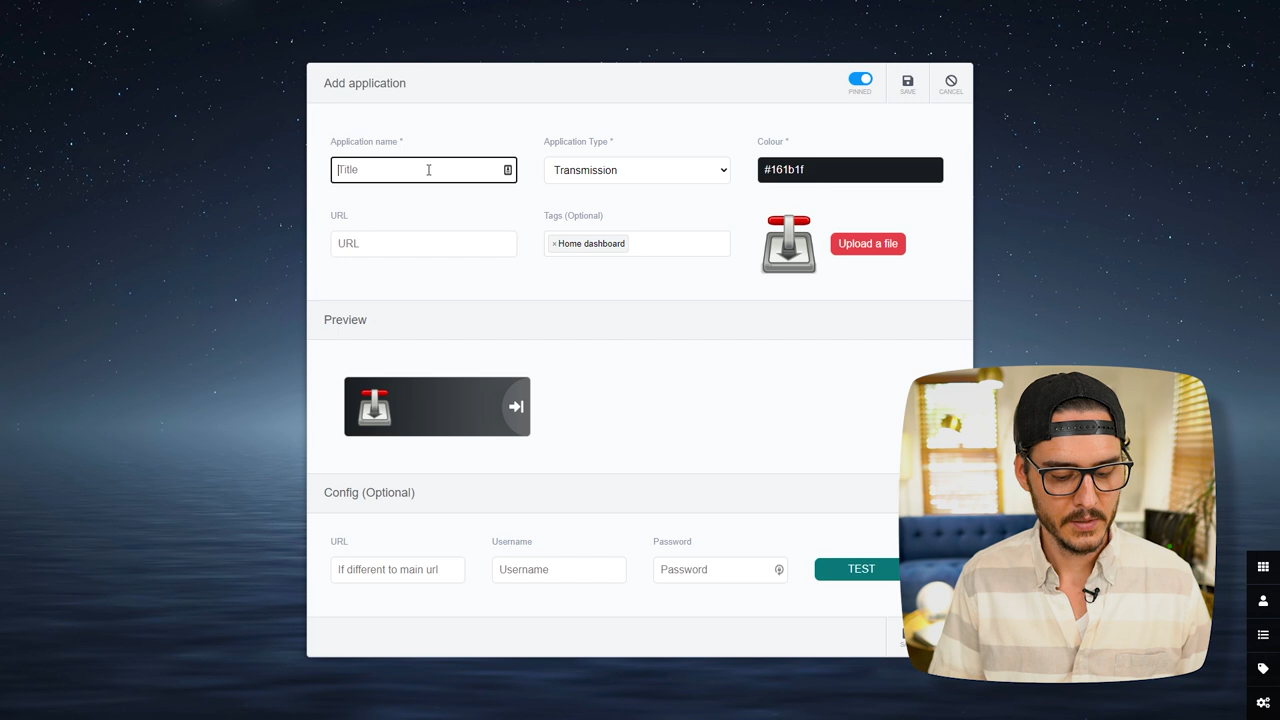 Add application
PINNED
SAVE
CANCEL
Application name *
Application Type *
Colour *
Title
Transmission
#161b1f
URL
Tags (Optional)
URL
× Home dashboard
Upload a file
Preview
Config (Optional)
URL
Username
Password
If different to main url
Username
Password
TEST